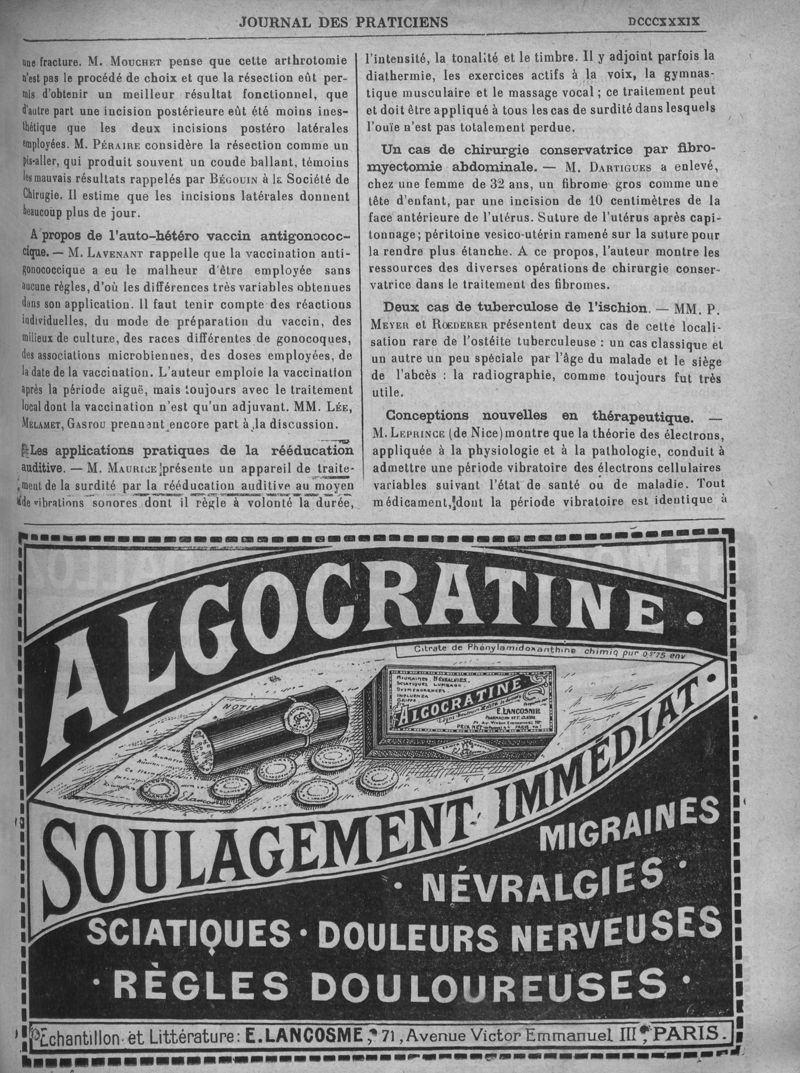 JOURNAL DES PRATICIENS
DCCCXXXIX
une fracture. M. MOUCHET pense que cette arthrotomie
n'est pas le procédé de choix et que la résection eût per-
mis d'obtenir un meilleur résultat fonctionnel, que
d'autre part une incision postérieure eût été moins ines-
thétique que les deux incisions postéro latérales
employées. M. PÉRAIRE considère la résection comme un
pis-aller, qui produit souvent un coude ballant, témoins
les mauvais résultats rappelés par BÉGOUIN à la Société de
Chirugie. Il estime que les incisions latérales donnent
beaucoup plus de jour.
A propos de l'auto-hétéro vaccin antigonococ-
cique. — M. LAVENANT rappelle que la vaccination anti-
gonococcique a eu le malheur d'être employée sans
aucune règles, d'où les différences très variables obtenues
dans son application. Il faut tenir compte des réactions
individuelles, du mode de préparation du vaccin, des
milieux de culture, des races différentes de gonocoques,
des associations microbiennes, des doses employées, de
la date de la vaccination. L'auteur emploie la vaccination
après la période aiguë, mais toujours avec le traitement
local dont la vaccination n'est qu'un adjuvant. MM. LÉE,
MELAMET, GASTOU prennent encore part à la discussion.
Les applications pratiques de la rééducation
auditive. — M. MAURICE présente un appareil de traite-
ment de la surdité par la rééducation auditive au moyen
de vibrations sonores dont il règle à volonté la durée,
l'intensité, la tonalité et le timbre. Il y adjoint parfois la
diathermie, les exercices actifs à la voix, la gymnas-
tique musculaire et le massage vocal ; ce traitement peut
et doit être appliqué à tous les cas de surdité dans lesquels
l'ouïe n'est pas totalement perdue.
Un cas de chirurgie conservatrice par fibro-
myectomie abdominale. — M. DARTIGUES a enlevé,
chez une femme de 32 ans, un fibrome gros comme une
tête d'enfant, par une incision de 10 centimètres de la
face antérieure de l'utérus. Suture de l'utérus après capi-
tonnage ; péritoine vesico-utérin ramené sur la suture pour
la rendre plus étanche. A ce propos, l'auteur montre les
ressources des diverses opérations de chirurgie conser-
vatrice dans le traitement des fibromes.
Deux cas de tuberculose de l'ischion. — MM. P.
MEYER et RŒDERER présentent deux cas de cette locali-
sation rare de l'ostéite tuberculeuse : un cas classique et
un autre un peu spécial par l'âge du malade et le siège
de l'abcès : la radiographie, comme toujours fut très
utile.
Conceptions nouvelles en thérapeutique. —
M. LEPRINCE (de Nice) montre que la théorie des électrons,
appliquée à la physiologie et à la pathologie, conduit à
admettre une période vibratoire des électrons cellulaires
variables suivant l'état de santé ou de maladie. Tout
médicament, dont la période vibratoire est identique à
ALGOCRATINE
Citrate de Phénylamidoxanthine chimiq pur 0gr75 env
MIGRAINES NÉVRALGIES
SCIATIQUES LUMBAGO
DYSMÉNORRHÉES
INFLUENZA
GRIPPE
ALGOCRATINE
E. LANCOSME
SOULAGEMENT IMMÉDIAT
MIGRAINES
· NÉVRALGIES ·
SCIATIQUES · DOULEURS NERVEUSES
· RÈGLES DOULOUREUSES ·
Echantillon et Littérature : E. LANCOSME, 71, Avenue Victor Emmanuel III, PARIS.